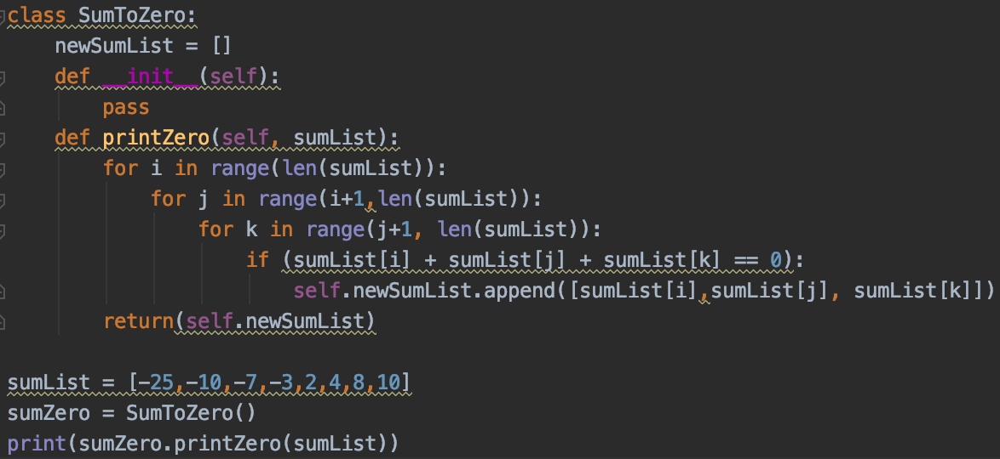 class SumToZero:
    newSumList = []
    def __init__(self):
        pass
    def printZero(self, sumList):
        for i in range(len(sumList)):
            for j in range(i+1,len(sumList)):
                for k in range(j+1, len(sumList)):
                    if (sumList[i] + sumList[j] + sumList[k] == 0):
                        self.newSumList.append([sumList[i],sumList[j], sumList[k]])
        return(self.newSumList)

sumList = [-25,-10,-7,-3,2,4,8,10]
sumZero = SumToZero()
print(sumZero.printZero(sumList))